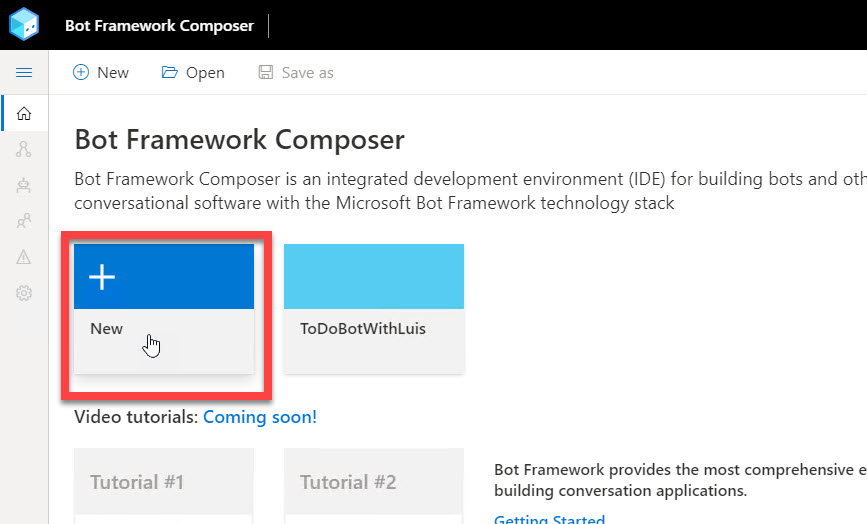 Bot Framework Composer
New Open Save as
Bot Framework Composer
Bot Framework Composer is an integrated development environment (IDE) for building bots and oth
conversational software with the Microsoft Bot Framework technology stack
New ToDoBotWithLuis
Video tutorials: Coming soon!
Tutorial #1 Tutorial #2
Bot Framework provides the most comprehensive e
building conversation applications.
Getting Started